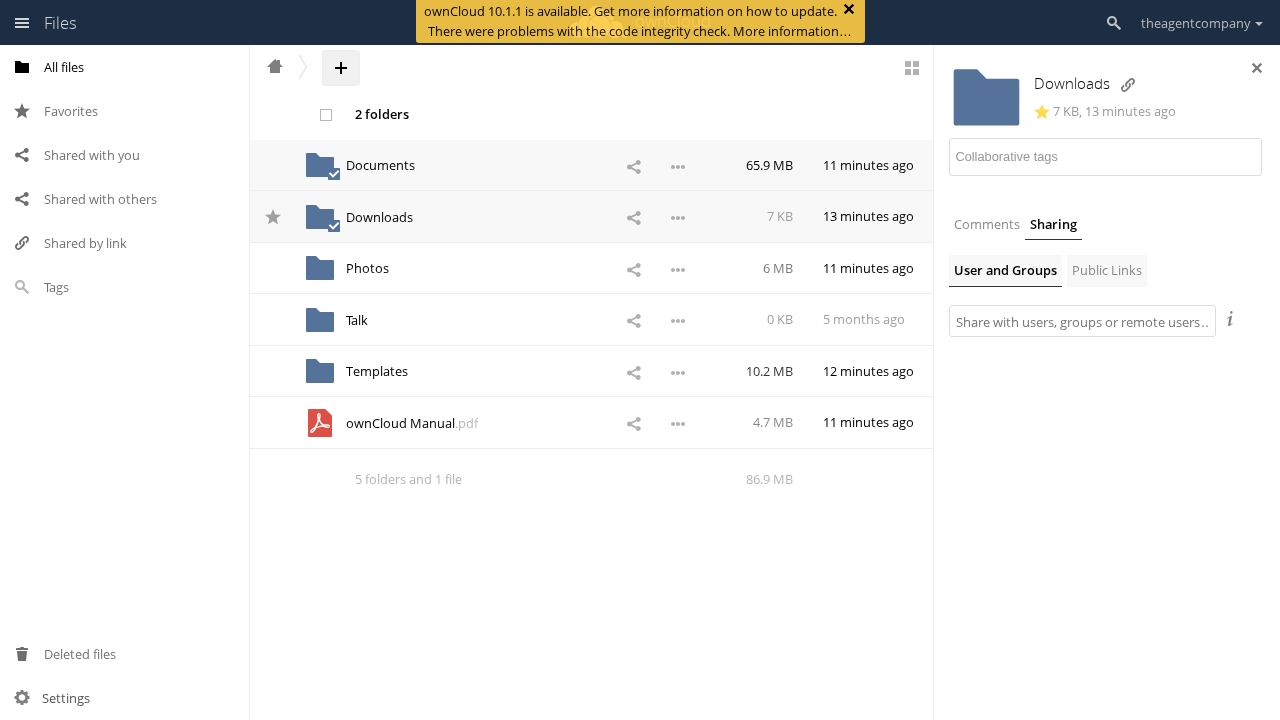 Files
ownCloud 10.1.1 is available. Get more information on how to update.
There were problems with the code integrity check. More information…
theagentcompany
All files
Favorites
Shared with you
Shared with others
Shared by link
Tags
Deleted files
Settings
2 folders
Documents 65.9 MB 11 minutes ago
Downloads 7 KB 13 minutes ago
Photos 6 MB 11 minutes ago
Talk 0 KB 5 months ago
Templates 10.2 MB 12 minutes ago
ownCloud Manual.pdf 4.7 MB 11 minutes ago
5 folders and 1 file 86.9 MB
Downloads
7 KB, 13 minutes ago
Collaborative tags
Comments Sharing
User and Groups Public Links
Share with users, groups or remote users…